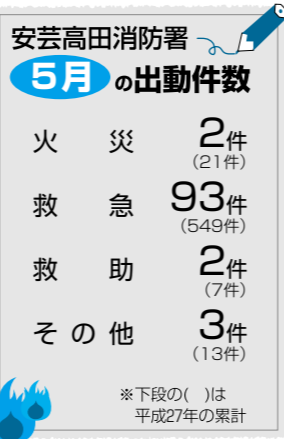 安芸高田消防署
5月の出動件数
火災 2件
(21件)
救急 93件
(549件)
救助 2件
(7件)
その他 3件
(13件)
※下段の( )は
平成27年の累計